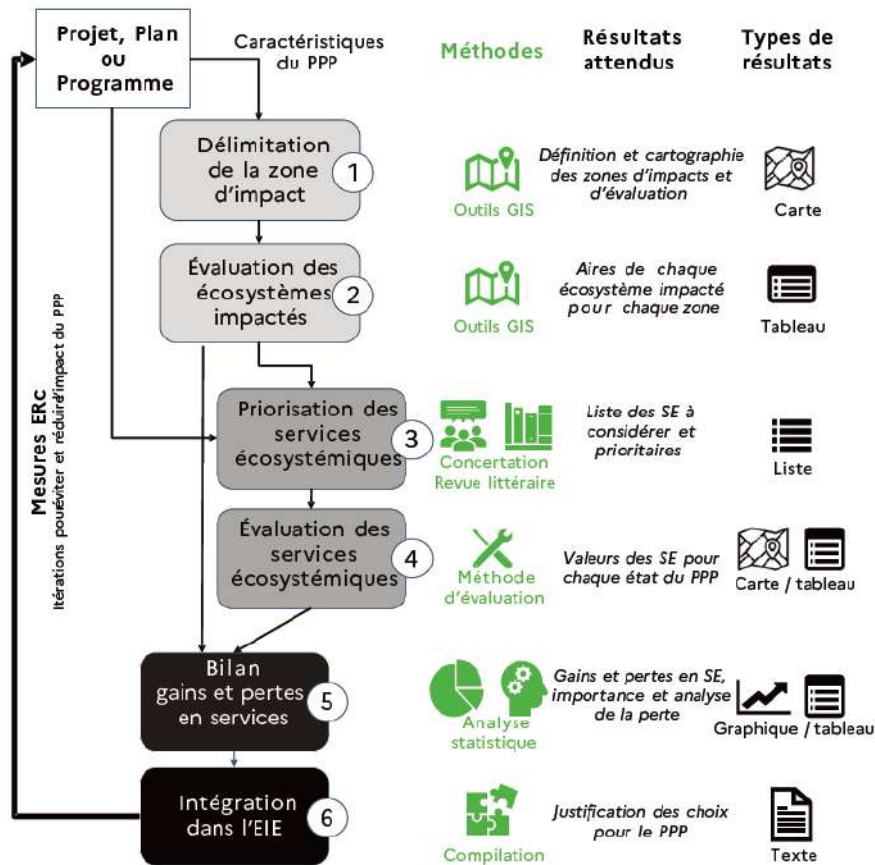 Projet, Plan
ou
Programme
Caractéristiques
du PPP
Méthodes
Résultats
attendus
Types de
résultats
Délimitation
de la zone
d'impact
1
Outils GIS
Définition et cartographie
des zones d'impacts et
d'évaluation
Carte
Évaluation des
écosystèmes
impactés
2
Outils GIS
Aires de chaque
écosystème impacté
pour chaque zone
Tableau
Mesures ERc
Itérations pouréviter et réduirel'impact du PPP
Priorisation des
services
écosystémiques
3
Concertation
Revue littéraire
Liste des SE à
considérer et
prioritaires
Liste
Évaluation des
services
écosystémiques
4
Méthode
d'évaluation
Valeurs des SE pour
chaque état du PPP
Carte / tableau
Bilan
gains et pertes
en services
5
Analyse
statistique
Gains et pertes en SE,
importance et analyse
de la perte
Graphique / tableau
Intégration
dans l'EIE
6
Compilation
Justification des choix
pour le PPP
Texte